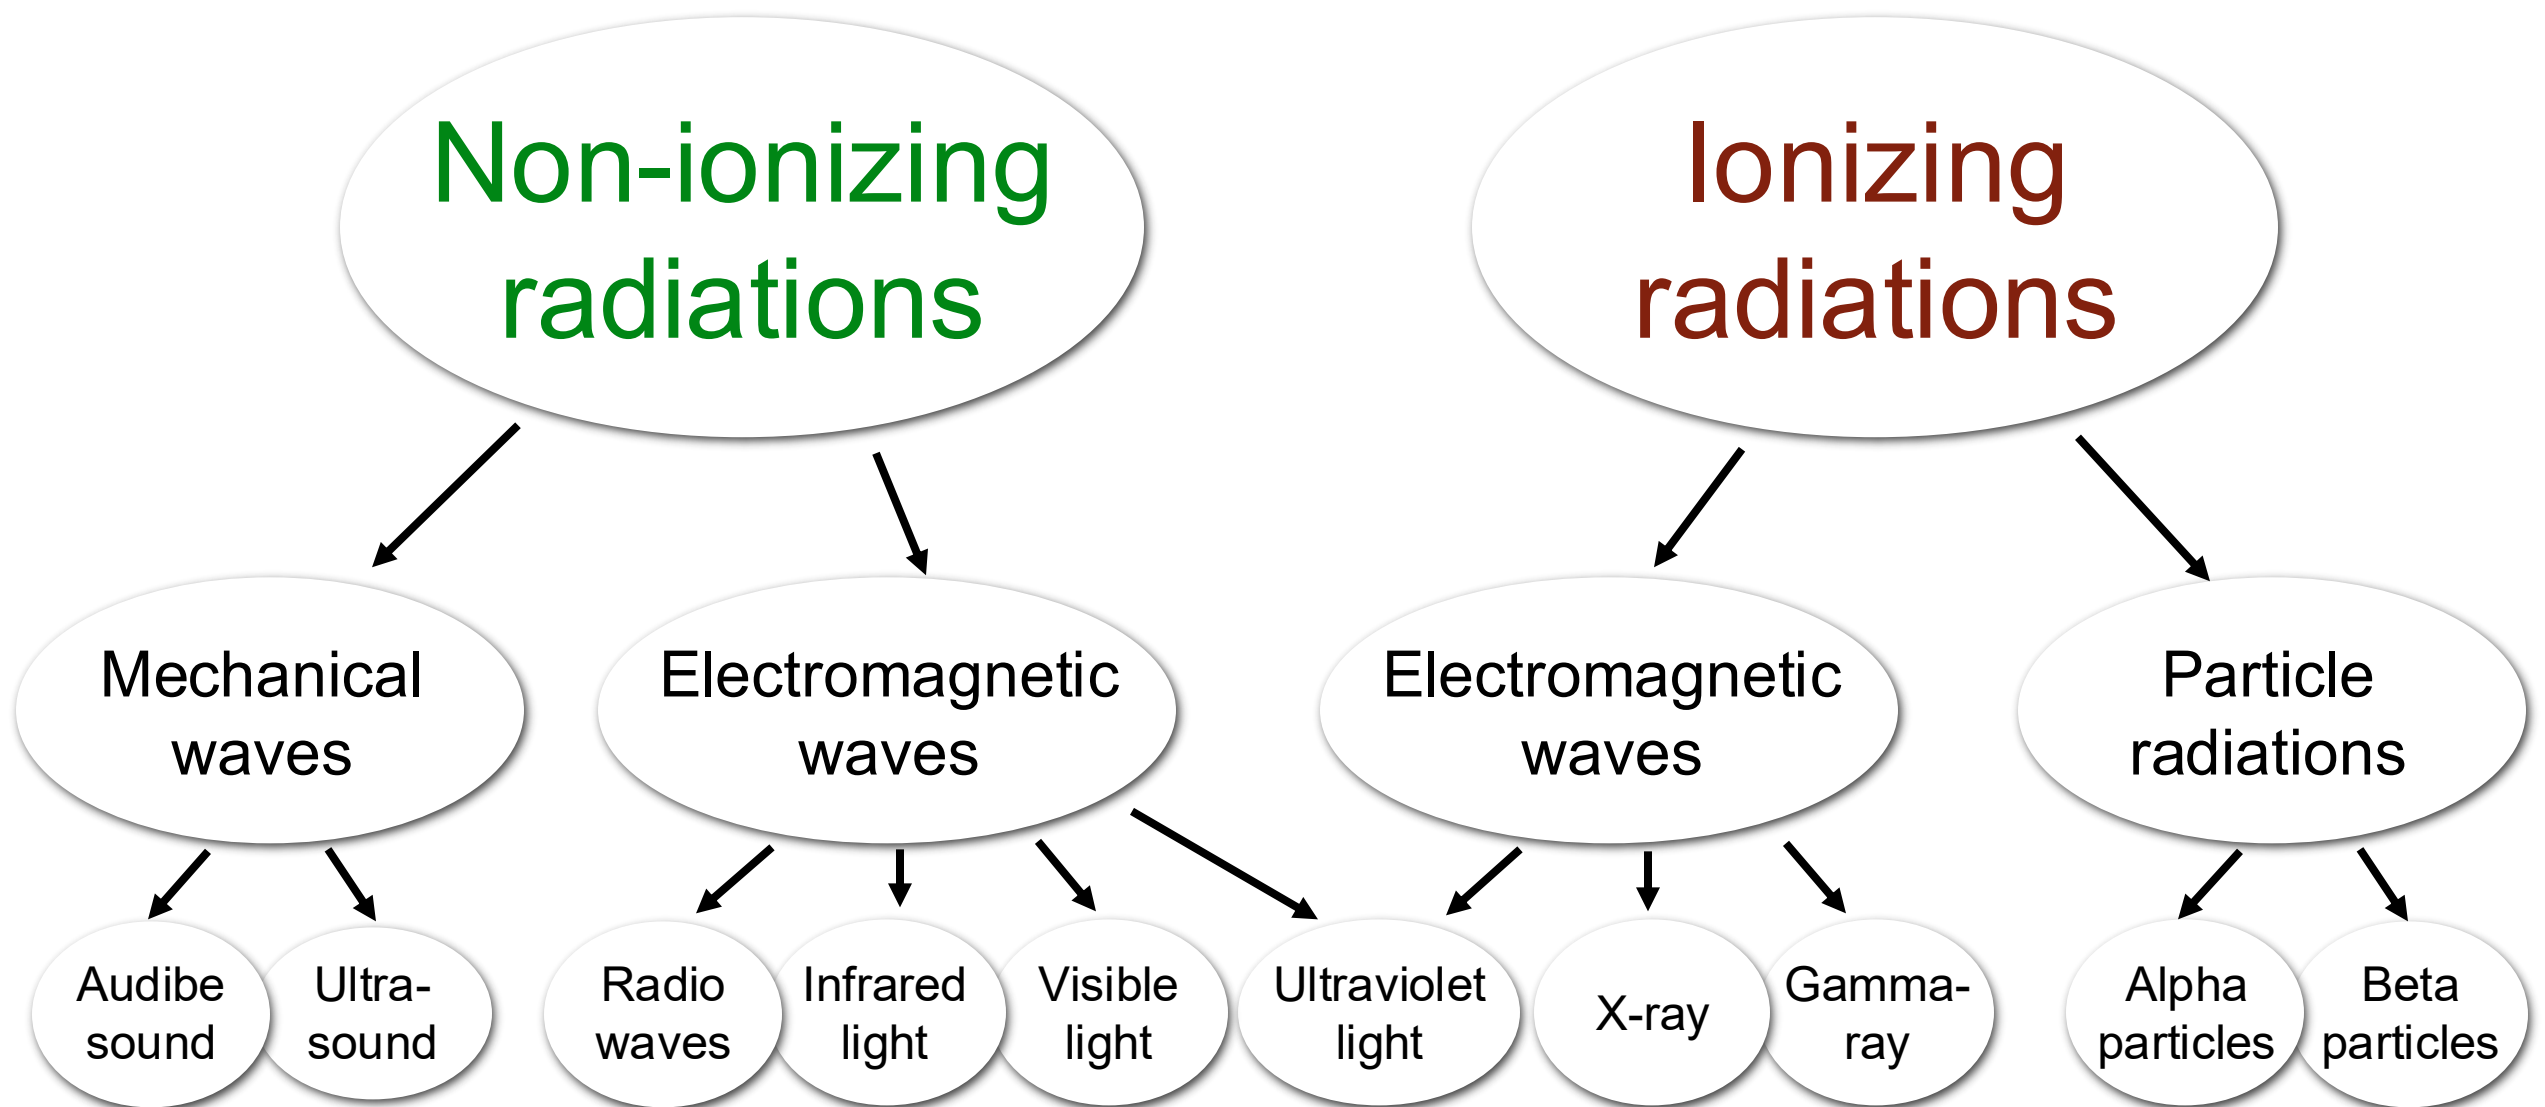 Non-ionizing
radiations
Ionizing
radiations
Mechanical
waves
Electromagnetic
waves
Electromagnetic
waves
Particle
radiations
Audibe
sound
Ultra-
sound
Radio
waves
Infrared
light
Visible
light
Ultraviolet
light
X-ray
Gamma-
ray
Alpha
particles
Beta
particles